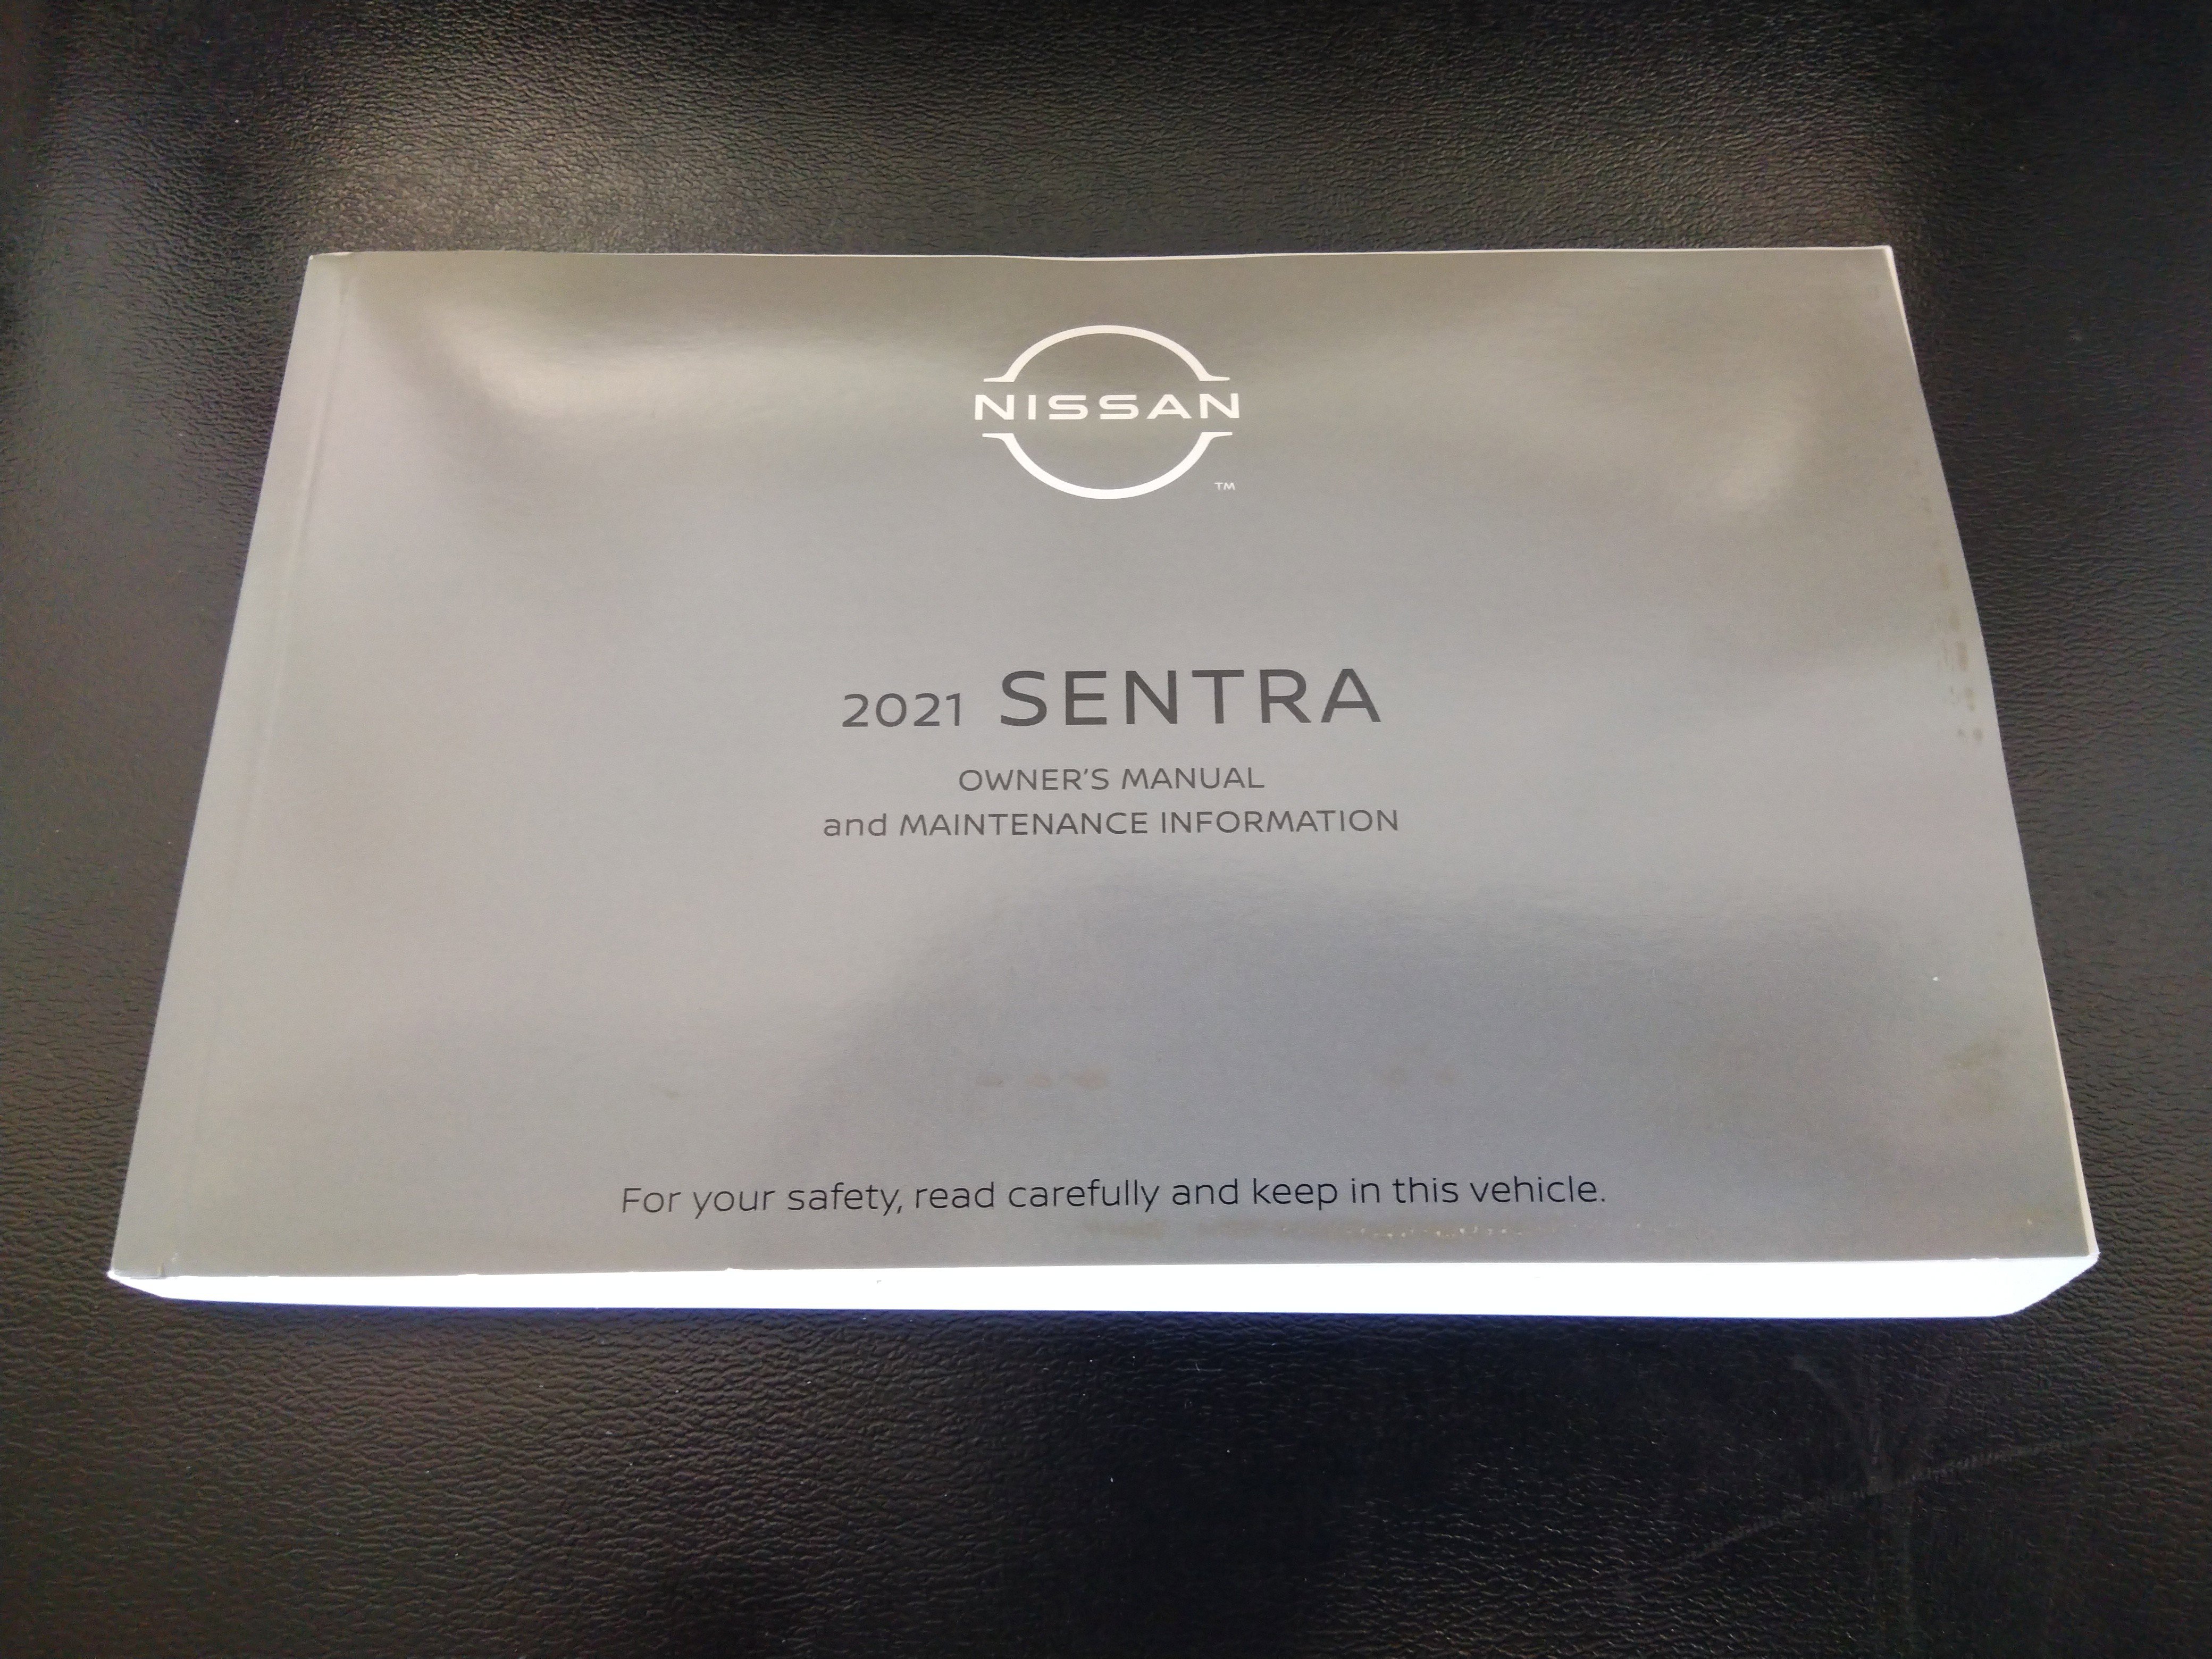 NISSAN
TM
2021 SENTRA
OWNER'S MANUAL
and MAINTENANCE INFORMATION
For your safety, read carefully and keep in this vehicle.